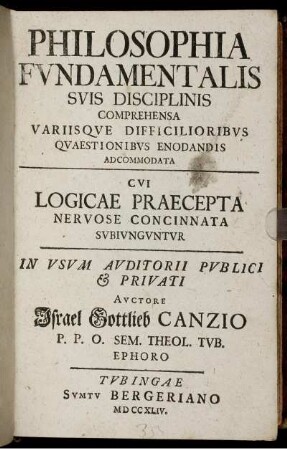 PHILOSOPHIA
FVNDAMENTALIS
SVIS DISCIPLINIS
COMPREHENSA
VARIISQVE DIFFICILIORIBVS
QVAESTIONIBVS ENODANDIS
ADCOMMODATA
CVI
LOGICAE PRAECEPTA
NERVOSE CONCINNATA
SVBIVNGVNTVR
IN VSVM AVDITORII PVBLICI
& PRIVATI
AVCTORE
Israel Gottlieb CANZIO
P. P. O. SEM. THEOL. TVB.
EPHORO
TVBINGAE
SVMTV BERGERIANO
MDCCXLIV.